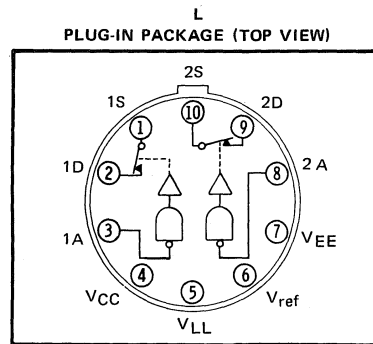 L
PLUG-IN PACKAGE (TOP VIEW)
2S
1S
2D
10
1
9
1D
2
8
2A
1A
3
7
VEE
4
6
VCC
5
Vref
VLL